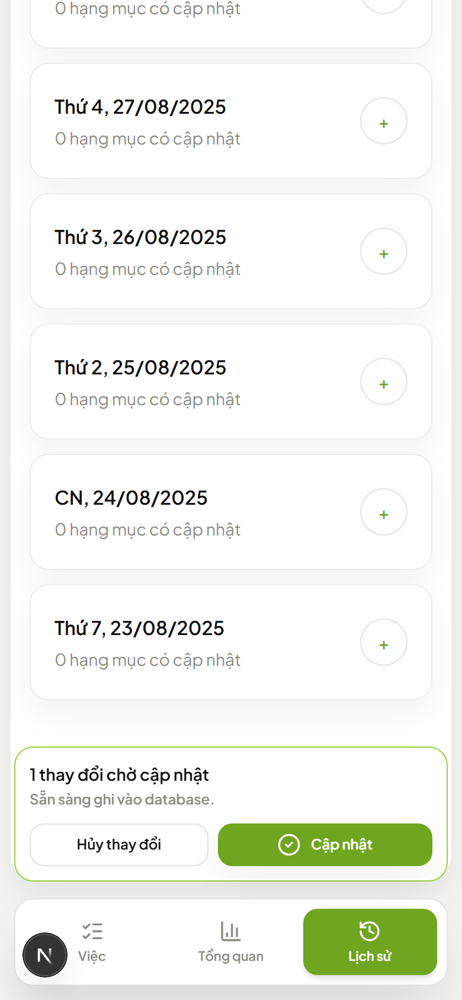 0 hạng mục có cập nhật
Thứ 4, 27/08/2025
0 hạng mục có cập nhật
+
Thứ 3, 26/08/2025
0 hạng mục có cập nhật
+
Thứ 2, 25/08/2025
0 hạng mục có cập nhật
+
CN, 24/08/2025
0 hạng mục có cập nhật
+
Thứ 7, 23/08/2025
0 hạng mục có cập nhật
+
1 thay đổi chờ cập nhật
Sẵn sàng ghi vào database.
Hủy thay đổi
Cập nhật
N
Việc
Tổng quan
Lịch sử